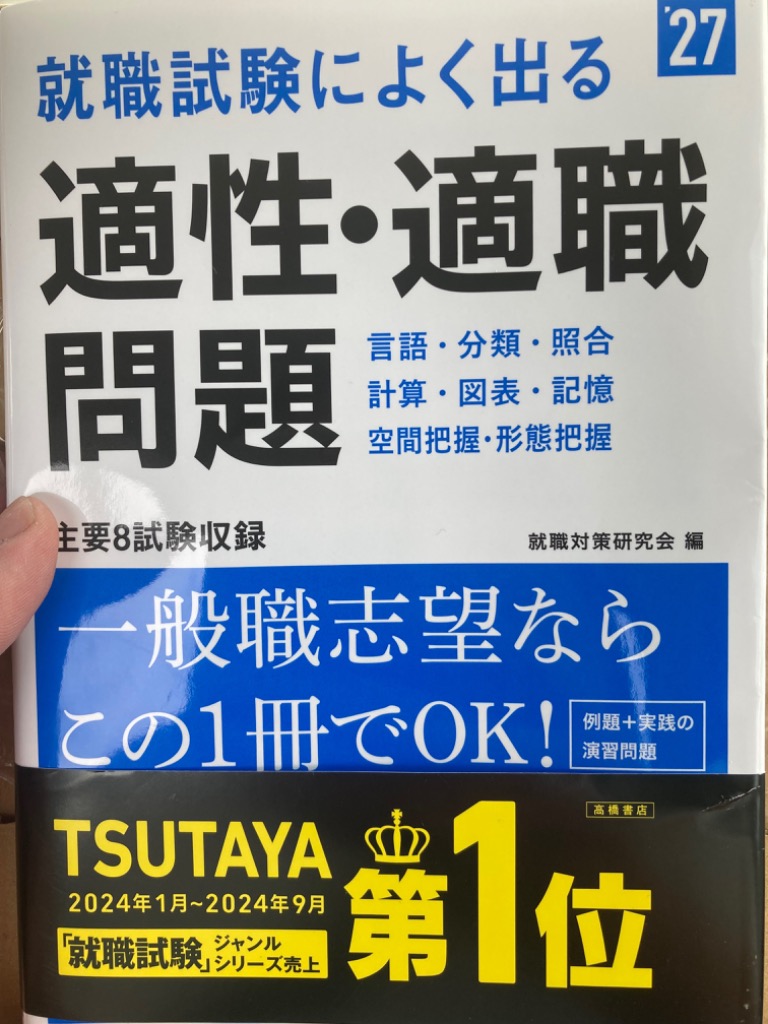 '27
就職試験によく出る
適性・適職
問題
言語・分類・照合
計算・図表・記憶
空間把握・形態把握
主要8試験収録
就職対策研究会 編
一般職志望なら
この1冊でOK!
例題+実践の
演習問題
高橋書店
TSUTAYA
2024年1月~2024年9月
「就職試験」ジャンル
シリーズ売上
第1位